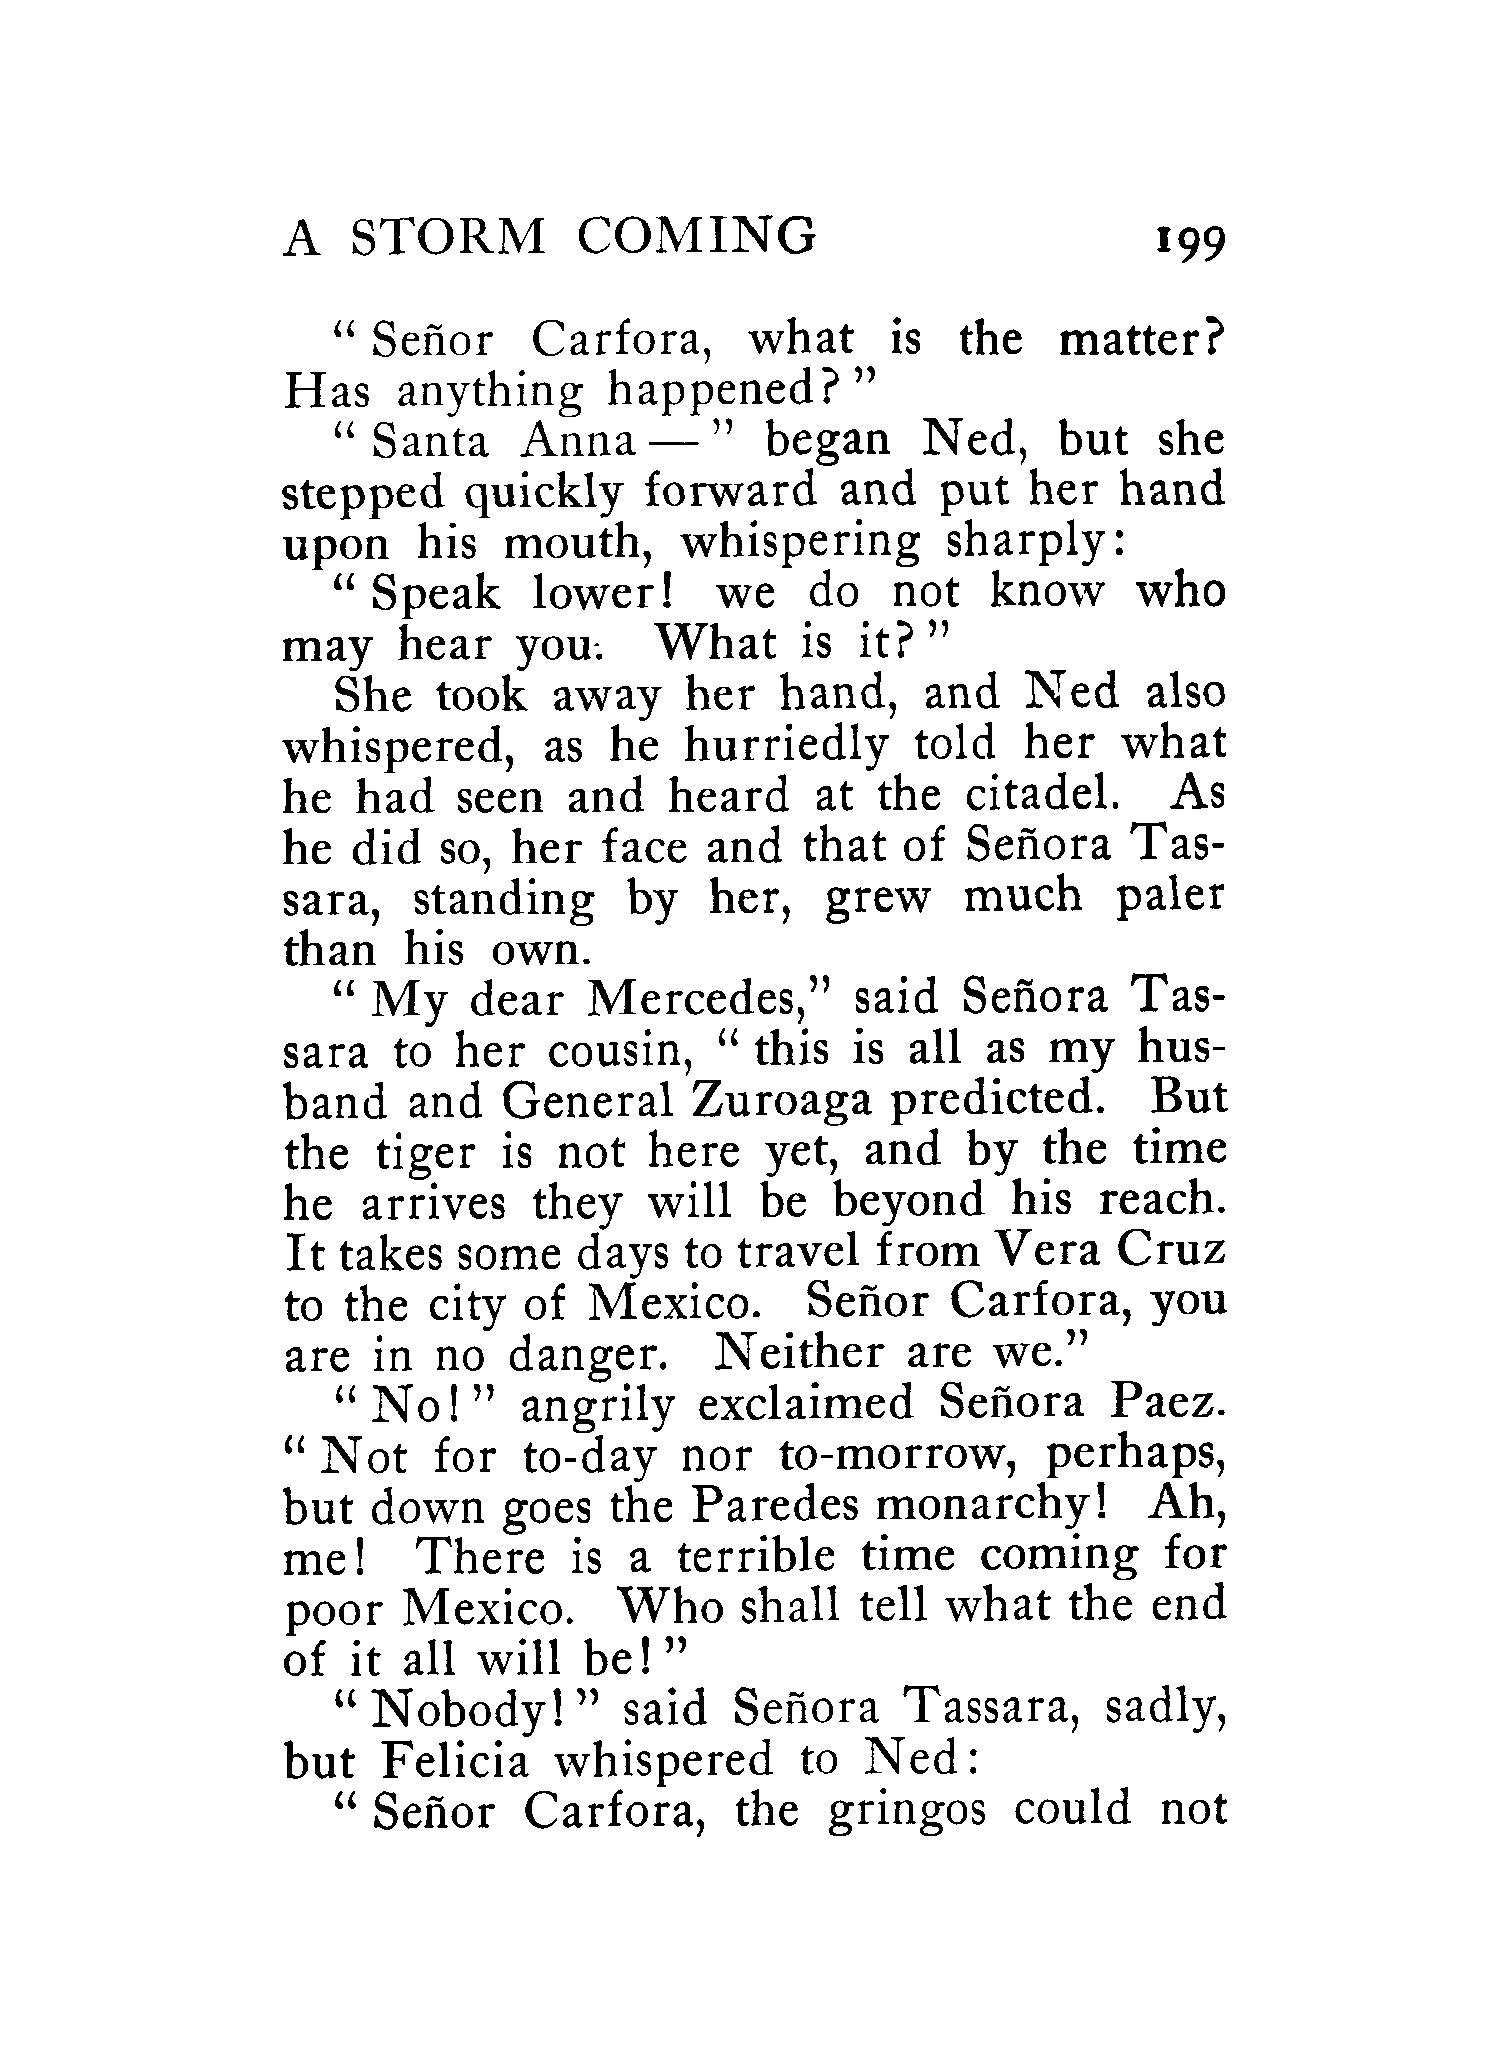 A STORM COMING 199
“ Señor Carfora, what is the matter?
Has anything happened? ”
“ Santa Anna — ” began Ned, but she
stepped quickly forward and put her hand
upon his mouth, whispering sharply:
“ Speak lower! we do not know who
may hear you. What is it? ”
She took away her hand, and Ned also
whispered, as he hurriedly told her what
he had seen and heard at the citadel. As
he did so, her face and that of Señora Tas-
sara, standing by her, grew much paler
than his own.
“ My dear Mercedes,” said Señora Tas-
sara to her cousin, “ this is all as my hus-
band and General Zuroaga predicted. But
the tiger is not here yet, and by the time
he arrives they will be beyond his reach.
It takes some days to travel from Vera Cruz
to the city of Mexico. Señor Carfora, you
are in no danger. Neither are we.”
“ No! ” angrily exclaimed Señora Paez.
“ Not for to-day nor to-morrow, perhaps,
but down goes the Paredes monarchy! Ah,
me! There is a terrible time coming for
poor Mexico. Who shall tell what the end
of it all will be! ”
“ Nobody! ” said Señora Tassara, sadly,
but Felicia whispered to Ned:
“ Señor Carfora, the gringos could not